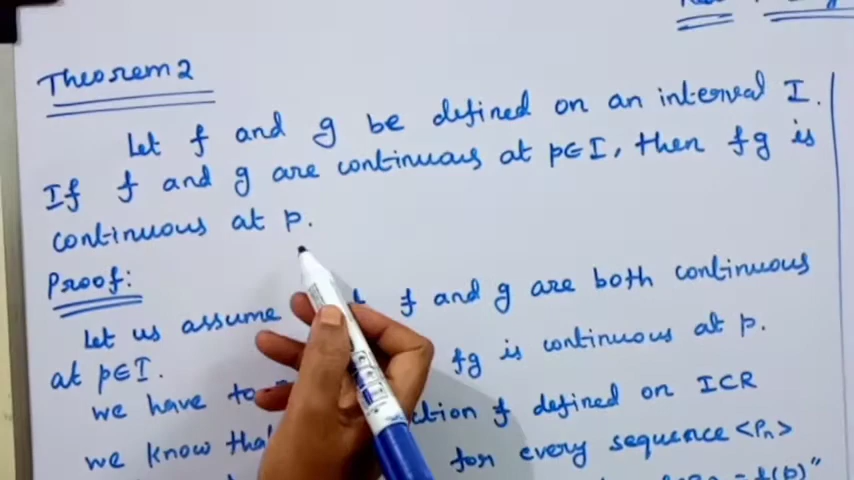 Theorem 2
Let f and g be defined on an interval I.
If f and g are continuous at p∈I, then fg is
continuous at p.
Proof:
Let us assume f and g are both continuous
at p∈I.
we have to fg is continuous at p.
we know that f defined on I⊂R
for every sequence <Pn>
= f(p)"